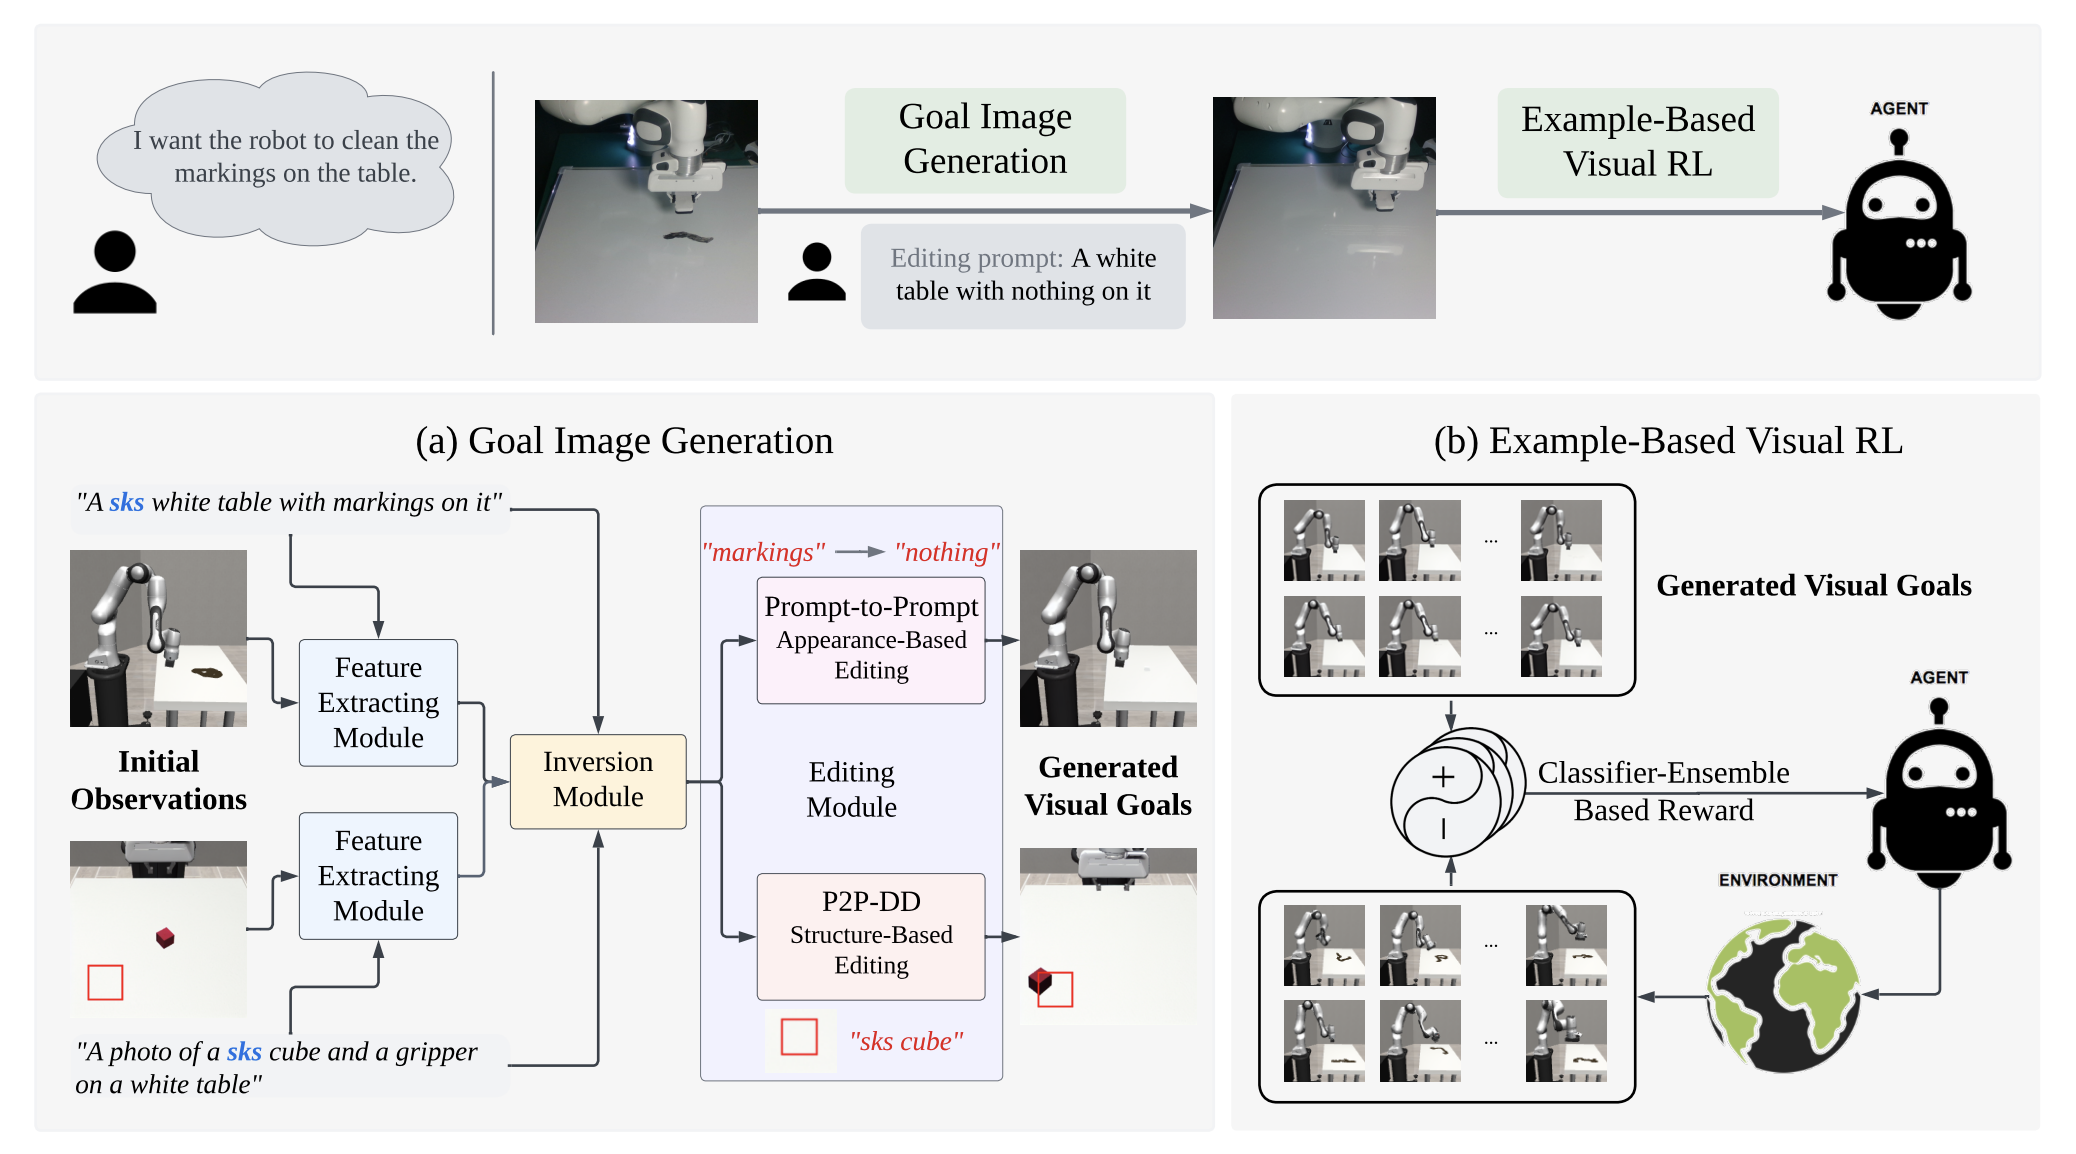 I want the robot to clean the
markings on the table.
Goal Image
Generation
Editing prompt: A white
table with nothing on it
Example-Based
Visual RL
AGENT
(a) Goal Image Generation
"A sks white table with markings on it"
Initial
Observations
Feature
Extracting
Module
Feature
Extracting
Module
"A photo of a sks cube and a gripper
on a white table"
Inversion
Module
"markings" "nothing"
Prompt-to-Prompt
Appearance-Based
Editing
Editing
Module
P2P-DD
Structure-Based
Editing
"sks cube"
Generated
Visual Goals
(b) Example-Based Visual RL
...
...
Generated Visual Goals
+
−
Classifier-Ensemble
Based Reward
AGENT
ENVIRONMENT
...
...